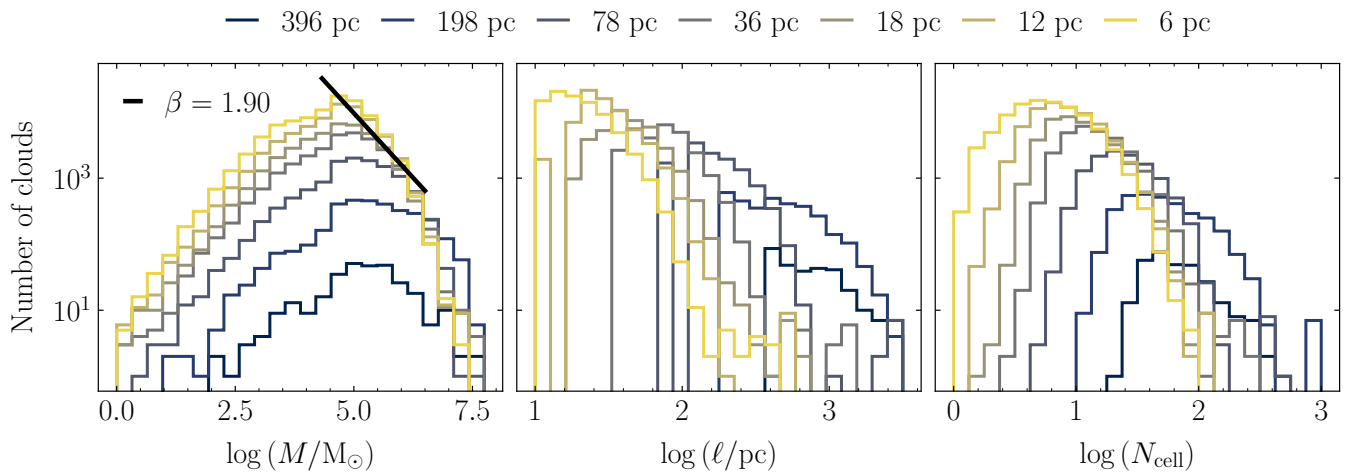 396 pc 198 pc 78 pc 36 pc 18 pc 12 pc 6 pc
β = 1.90
Number of clouds
10³
10¹
0.0 2.5 5.0 7.5
1 2 3
0 1 2 3
log (M/M⊙)
log (ℓ/pc)
log (N_cell)